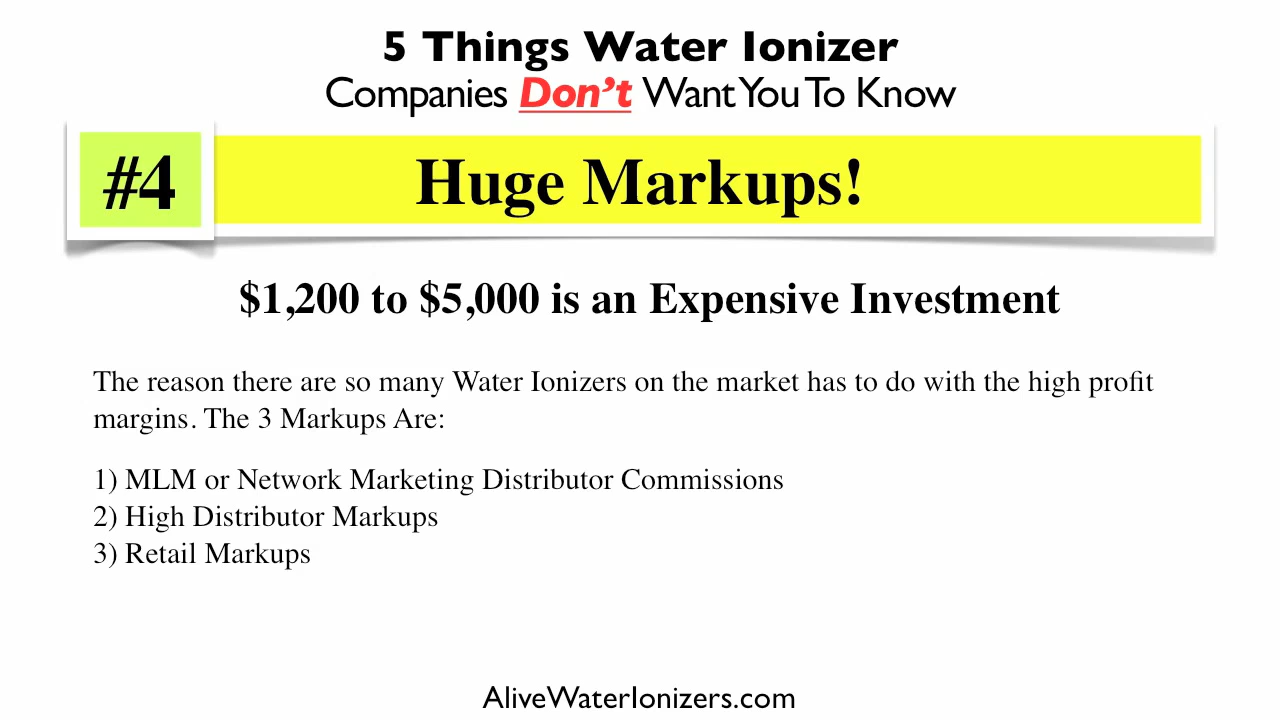 5 Things Water Ionizer
Companies Don't Want You To Know
#4
Huge Markups!
$1,200 to $5,000 is an Expensive Investment
The reason there are so many Water Ionizers on the market has to do with the high profit
margins. The 3 Markups Are:
1) MLM or Network Marketing Distributor Commissions
2) High Distributor Markups
3) Retail Markups
AliveWaterIonizers.com